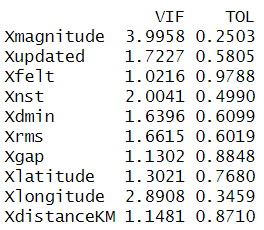 VIF TOL
Xmagnitude 3.9958 0.2503
Xupdated 1.7227 0.5805
Xfelt 1.0216 0.9788
Xnst 2.0041 0.4990
Xdmin 1.6396 0.6099
Xrms 1.6615 0.6019
Xgap 1.1302 0.8848
Xlatitude 1.3021 0.7680
Xlongitude 2.8908 0.3459
XdistanceKM 1.1481 0.8710